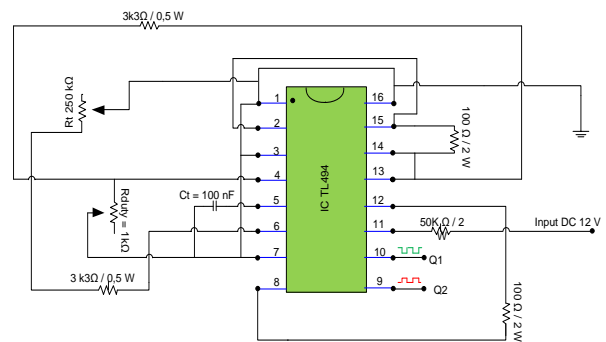 3k3Ω / 0,5 W
Rt 250 kΩ
1
16
2
15
100 Ω / 2 W
3
14
4
13
IC TL494
Rduty = 1kΩ
Ct = 100 nF
5
12
6
11
50K Ω / 2
Input DC 12 V
7
10
Q1
3 k3Ω / 0,5 W
8
9
Q2
100 Ω / 2 W